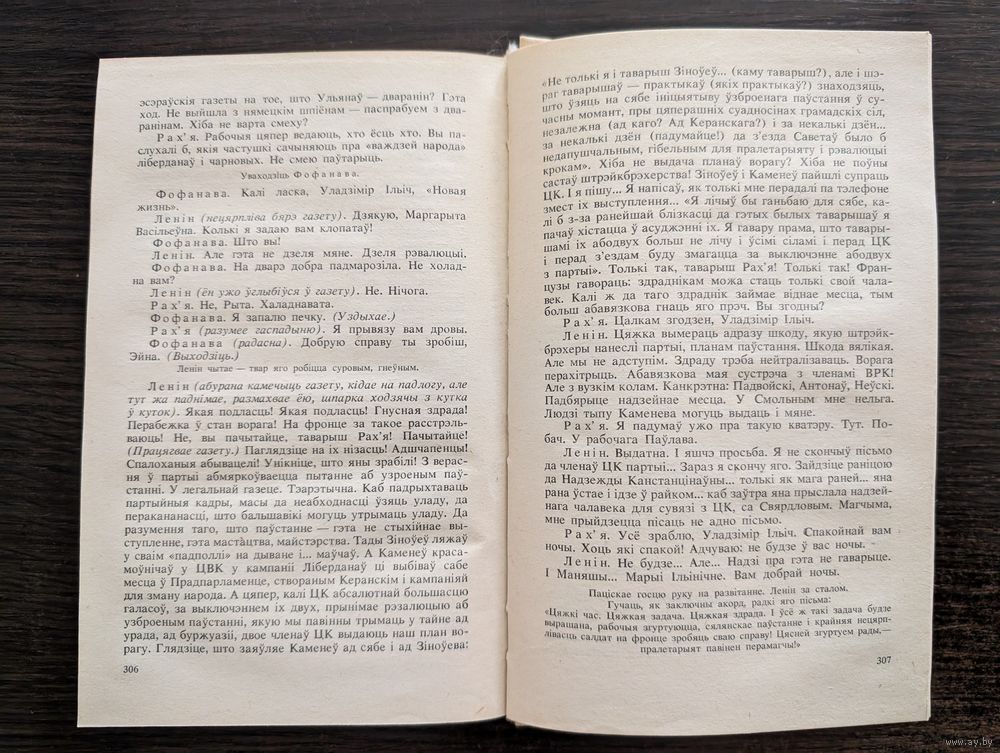 эсэраўскія газеты на тое, што Ульянаў — дваранін? Гэта
ход. Не выйшла з нямецкім шпіёнам — паспрабуем з два-
ранінам. Хіба не варта смеху?
Рах'я. Рабочыя цяпер ведаюць, хто ёсць хто. Вы па-
слухалі б, якія частушкі сачыняюць пра «важдзей народа»
ліберданаў і чарновых. Не смею паўтарыць.
Уваходзіць Фофанава.
Фофанава. Калі ласка, Уладзімір Ільіч, «Новая
жизнь».
Ленін (нецярпліва бярэ газету). Дзякую, Маргарыта
Васільеўна. Колькі я задаю вам клопатаў!
Фофанава. Што вы!
Ленін. Але гэта не дзеля мяне. Дзеля рэвалюцыі.
Фофанава. На дварэ добра падмарозіла. Не холад-
на вам?
Ленін (ён ужо ўглыбіўся ў газету). Не. Нічога.
Рах'я. Не, Рыта. Халаднавата.
Фофанава. Я запалю печку. (Уздыхае.)
Рах'я (разумее гаспадыню). Я прывязу вам дровы.
Фофанава (радасна). Добрую справу ты зробіш,
Эйна. (Выходзіць.)
Ленін чытае — твар яго робіцца суровым, гнеўным.
Ленін (абурана камечыць газету, кідае на падлогу, але
тут жа паднімае, размахвае ёю, шпарка ходзячы з кутка
ў куток). Якая подласць! Якая подласць! Гнусная здрада!
Перабежка ў стан ворага! На фронце за такое расстрэль-
ваюць! Не, вы пачытайце, таварыш Рах'я! Пачытайце!
(Працягвае газету.) Паглядзіце на іх нізасць! Адшчапенцы!
Спалоханыя абывацелі! Унікніце, што яны зрабілі! З верас-
ня ў партыі абмяркоўваецца пытанне аб узброеным паў-
станні. У легальнай газеце. Тэарэтычна. Каб падрыхтаваць
партыйныя кадры, масы да неабходнасці ўзяць уладу, да
перакананасці, што бальшавікі могуць утрымаць уладу. Да
разумення таго, што паўстанне — гэта не стыхійнае вы-
ступленне, гэта мастацтва, майстэрства. Тады Зіноўеў ляжаў
у сваім «падполлі» на дыване і... маўчаў. А Каменеў краса-
моўнічаў у ЦВК у кампаніі Ліберданаў ці выбіваў сабе
месца ў Прадпарламенце, створаным Керанскім і кампаніяй
для зману народа. А цяпер, калі ЦК абсалютнай большасцю
галасоў, за выключэннем іх двух, прынімае рэзалюцыю аб
узброеным паўстанні, якую мы павінны трымаць у тайне ад
урада, ад буржуазіі, двое членаў ЦК выдаюць наш план во-
рагу. Глядзіце, што заяўляе Каменеў ад сябе і ад Зіноўева:
306
«Не толькі я і таварыш Зіноўеў... (каму таварыш?), але і шэ-
раг таварышаў — практыкаў (якіх практыкаў?) знаходзяць,
што ўзяць на сябе ініцыятыву ўзброенага паўстання ў су-
часны момант, пры цяперашніх суадносінах грамадскіх сіл,
незалежна (ад каго? Ад Керанскага?) і за некалькі дзён...
за некалькі дзён (падумайце!) да з'езда Саветаў было б
недапушчальным, гібельным для пралетарыяту і рэвалюцыі
крокам». Хіба не выдача планаў ворагу? Хіба не поўны
састаў штрэйкбрэхерства! Зіноўеў і Каменеў пайшлі супраць
ЦК. І я пішу... Я напісаў, як толькі мне перадалі па тэлефоне
змест іх выступлення... «Я лічыў бы ганьбаю для сябе, ка-
лі б з-за ранейшай блізкасці да гэтых былых таварышаў я
пачаў хістацца ў асуджэнні іх. Я гавару прама, што тавары-
шамі іх абодвух больш не лічу і ўсімі сіламі і перад ЦК
і перад з'ездам буду змагацца за выключэнне абодвух
з партыі». Толькі так, таварыш Рах'я! Толькі так! Фран-
цузы гавораць: здраднікам можа стаць толькі свой чала-
век. Калі ж да таго здраднік займае віднае месца, тым
больш абавязкова гнаць яго прэч. Вы згодны?
Рах'я. Цалкам згодзен, Уладзімір Ільіч.
Ленін. Цяжка вымераць адразу шкоду, якую штрэйк-
брэхеры нанеслі партыі, планам паўстання. Шкода вялікая.
Але мы не адступім. Здраду трэба нейтралізаваць. Ворага
перахітрыць. Абавязкова мая сустрэча з членамі ВРК!
Але з вузкім колам. Канкрэтна: Падвойскі, Антонаў, Неўскі.
Падбярыце надзейнае месца. У Смольным мне нельга.
Людзі тыпу Каменева могуць выдаць і мяне.
Рах'я. Я падумаў ужо пра такую кватэру. Тут. По-
бач. У рабочага Паўлава.
Ленін. Выдатна. І яшчэ просьба. Я не скончыў пісьмо
да членаў ЦК партыі... Зараз я скончу яго. Зайдзіце раніцою
да Надзежды Канстанцінаўны... толькі як мага раней... яна
рана ўстае і ідзе ў райком... каб заўтра яна прыслала надзей-
нага чалавека для сувязі з ЦК, са Свярдловым. Магчыма,
мне прыйдзецца пісаць не адно пісьмо.
Рах'я. Усё зраблю, Уладзімір Ільіч. Спакойнай вам
ночы. Хоць якій спакой! Адчуваю: не будзе ў вас ночы.
Ленін. Не будзе... Але... Надзі пра гэта не гаварыце.
І Маняшы... Марыі Ільінічне. Вам добрай ночы.
Паціскае госцю руку на развітанне. Ленін за сталом.
Гучаць, як заключны акорд, радкі яго пісьма:
«Цяжкі час. Цяжкая задача. Цяжкая здрада. І ўсё ж такі задача будзе
вырашана, рабочыя згуртуюцца, сялянскае паўстанне і крайняя нецярп-
лівасць салдат на фронце зробяць сваю справу! Цясней згуртуем рады,—
пралетарыят павінен перамагчы!»
307
www.ay.by